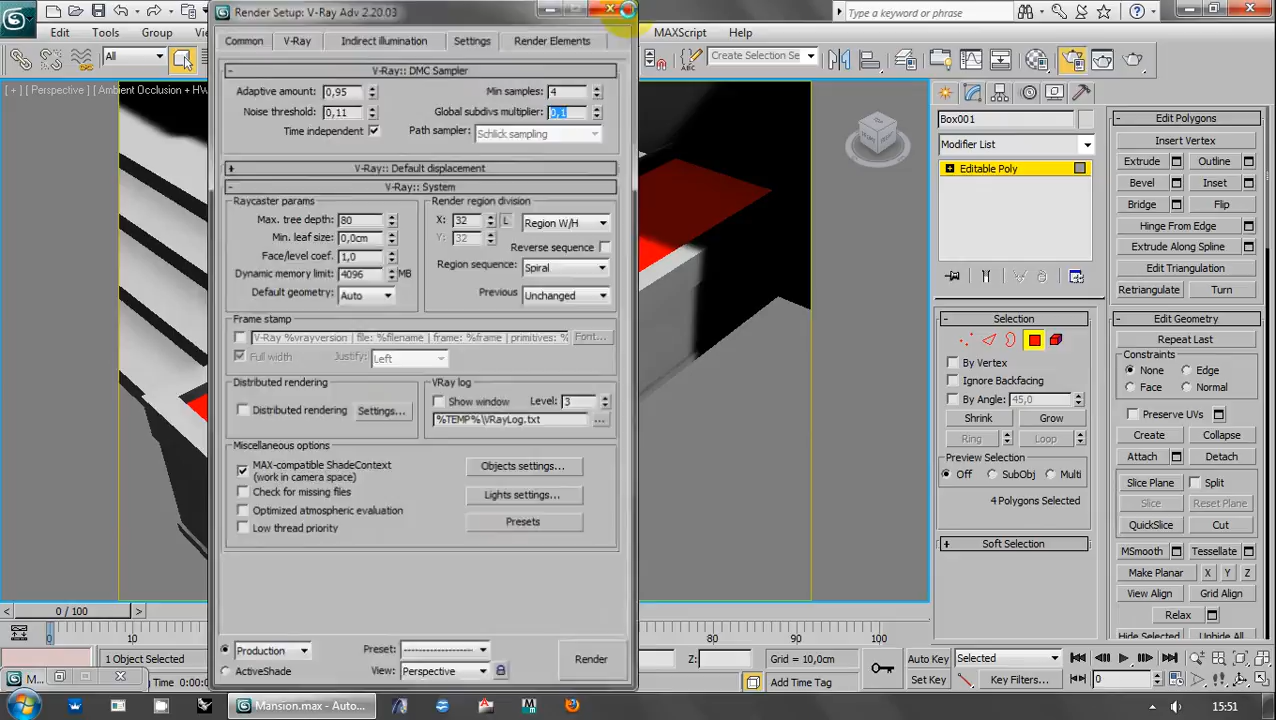 Render Setup: V-Ray Adv 2.20.03
Type a keyword or phrase
Edit Tools Group
MAXScript Help
Common V-Ray Indirect illumination Settings Render Elements
All
Create Selection Se
[ + ] [ Perspective ] [ Ambient Occlusion + HW
V-Ray:: DMC Sampler
Adaptive amount: 0,95
Min samples: 4
Noise threshold: 0,11
Global subdivs multiplier: 0,1
Time independent
Path sampler: Schlick sampling
V-Ray:: Default displacement
V-Ray:: System
Raycaster params
Max. tree depth: 80
Min. leaf size: 0,0cm
Face/level coef. 1,0
Dynamic memory limit: 4096 MB
Default geometry: Auto
Render region division
X: 32 L Region W/H
Y: 32
Reverse sequence
Region sequence: Spiral
Previous Unchanged
Frame stamp
V-Ray %vrayversion | file: %filename | frame: %frame | primitives: % Font...
Full width Justify: Left
Distributed rendering
Distributed rendering Settings...
VRay log
Show window Level: 3
%TEMP%\VRayLog.txt ...
Miscellaneous options
MAX-compatible ShadeContext
(work in camera space)
Check for missing files
Optimized atmospheric evaluation
Low thread priority
Objects settings...
Lights settings...
Presets
Production
ActiveShade
Preset: -----------------
View: Perspective
Render
Box001
Modifier List
Editable Poly
Selection
By Vertex
Ignore Backfacing
By Angle: 45,0
Shrink Grow
Ring Loop
Preview Selection
Off SubObj Multi
4 Polygons Selected
Soft Selection
Edit Polygons
Insert Vertex
Extrude Outline
Bevel Inset
Bridge Flip
Hinge From Edge
Extrude Along Spline
Edit Triangulation
Retriangulate Turn
Edit Geometry
Repeat Last
Constraints
None Edge
Face Normal
Preserve UVs
Create Collapse
Attach Detach
Slice Plane Split
Slice Reset Plane
QuickSlice Cut
MSmooth Tessellate
Make Planar X Y Z
View Align Grid Align
Relax
Hide Selected Unhide All
0 / 100
0 10 80 90 100
1 Object Selected
Z:
Grid = 10,0cm
Auto Key Selected
M...
Time 0:00:0
Add Time Tag
Set Key Key Filters...
0
Mansion.max - Auto...
15:51